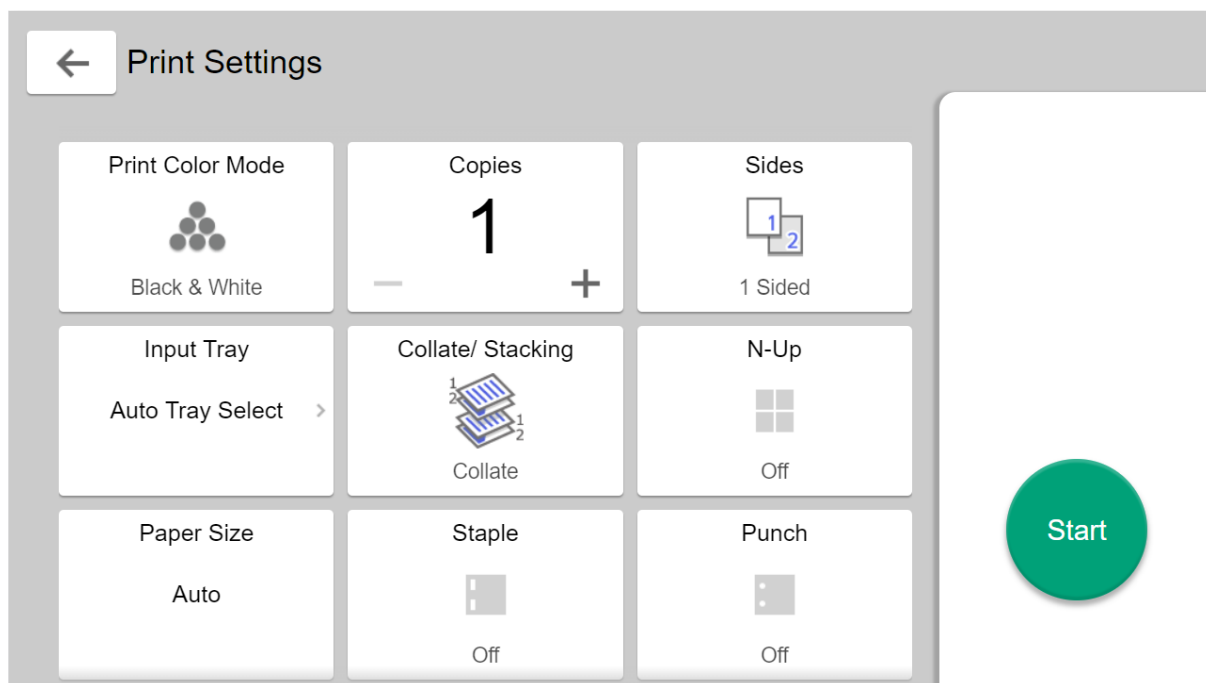 Print Settings
Print Color Mode
Black & White
Copies
1
Sides
1
2
1 Sided
Input Tray
Auto Tray Select
Collate/ Stacking
1
2
1
2
Collate
N-Up
Off
Paper Size
Auto
Staple
Off
Punch
Off
Start